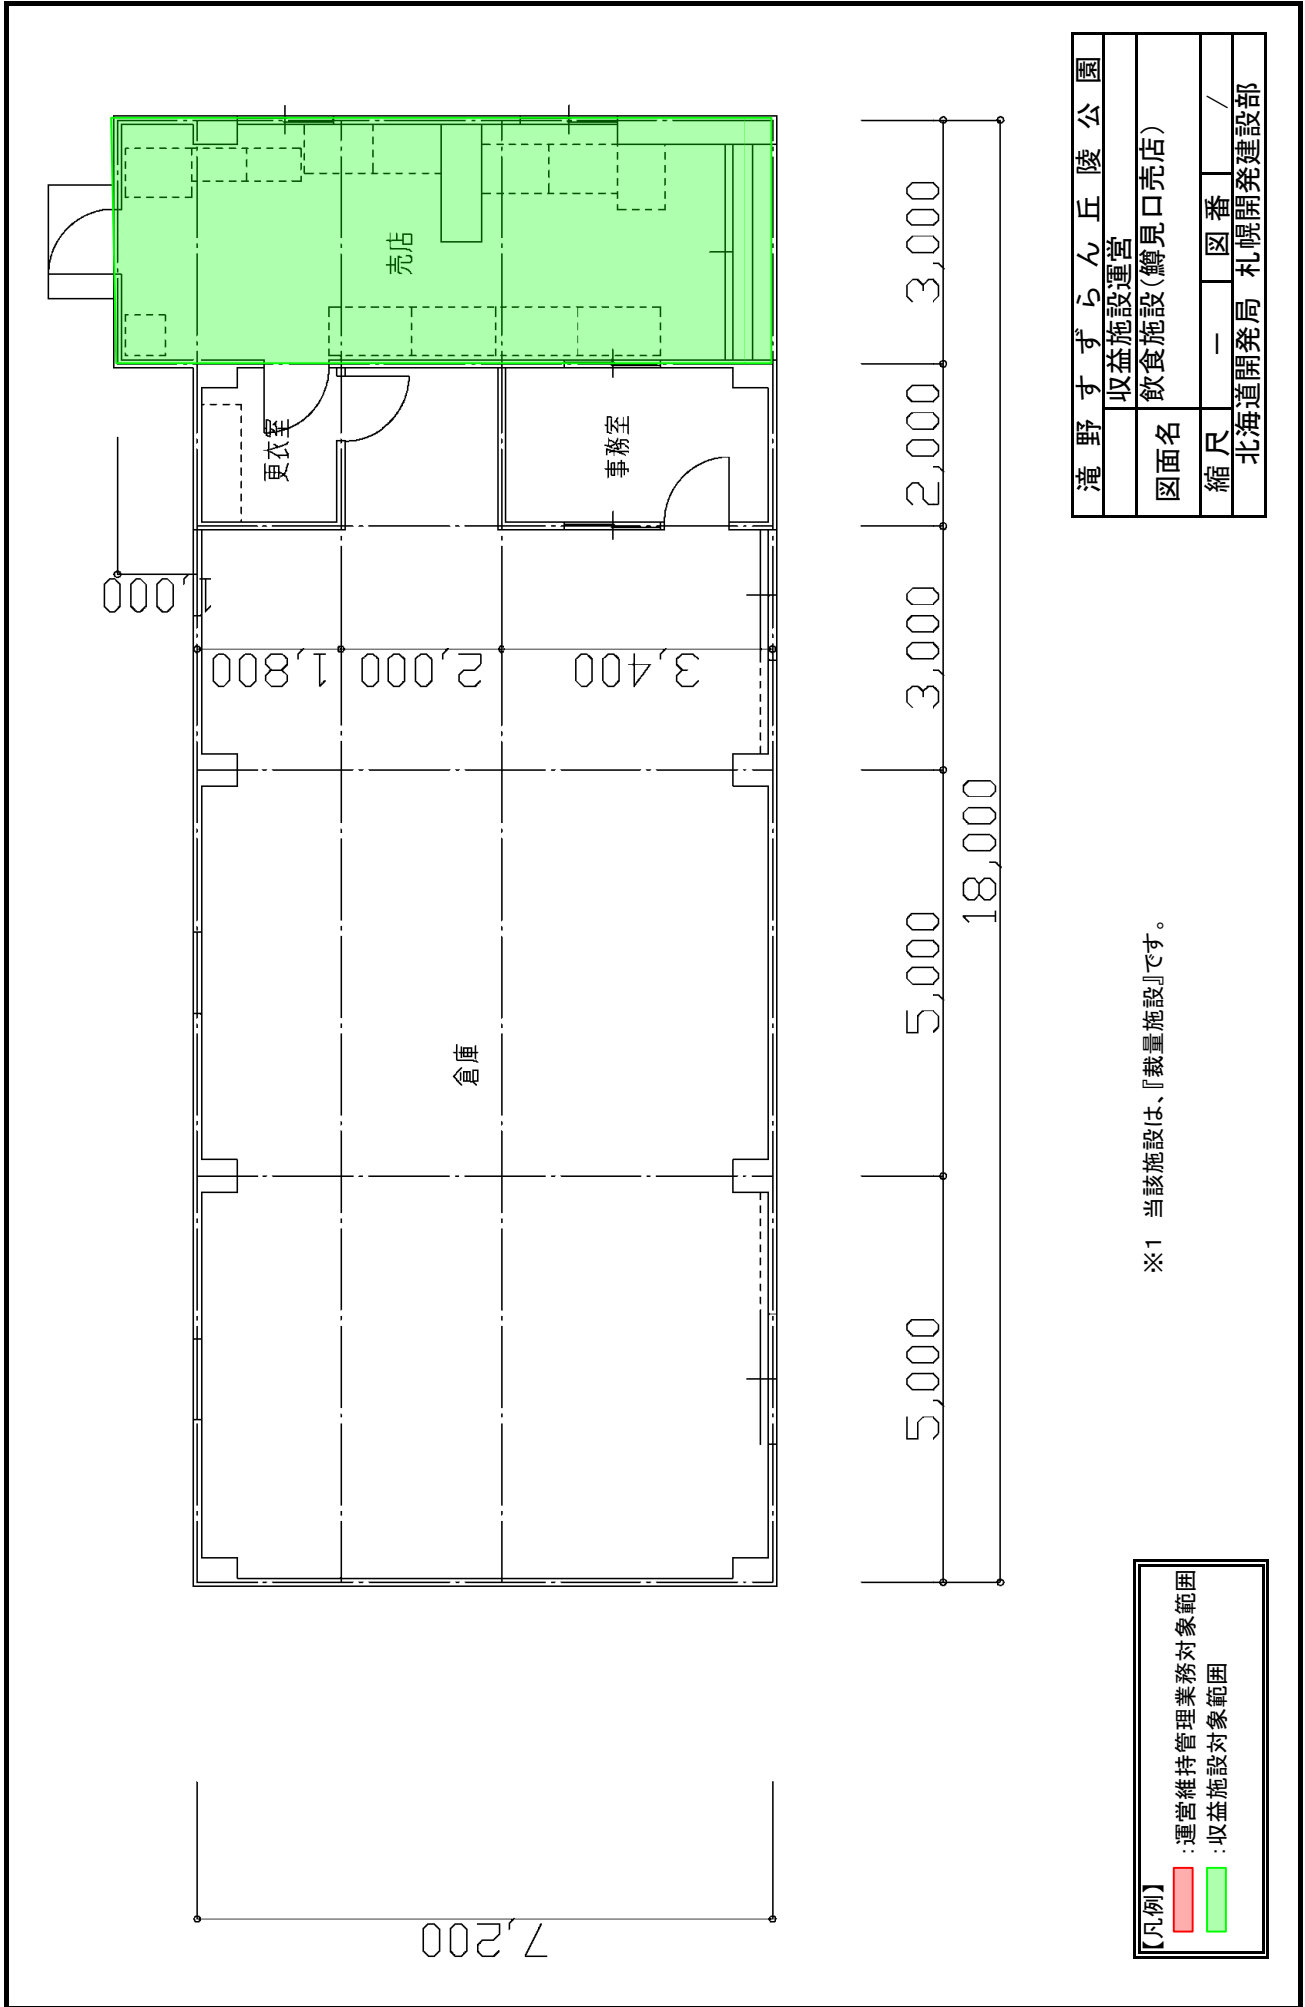 滝野すずらん丘陵公園
収益施設運営
図面名 飲食施設(鱒見口売店)
縮尺 － 図番 /
北海道開発局 札幌開発建設部
売店
更衣室
事務室
倉庫
1,000
1,800
2,000
3,400
3,000
2,000
3,000
5,000
5,000
18,000
7,200
※1 当該施設は、『裁量施設』です。
【凡例】
:運営維持管理業務対象範囲
:収益施設対象範囲